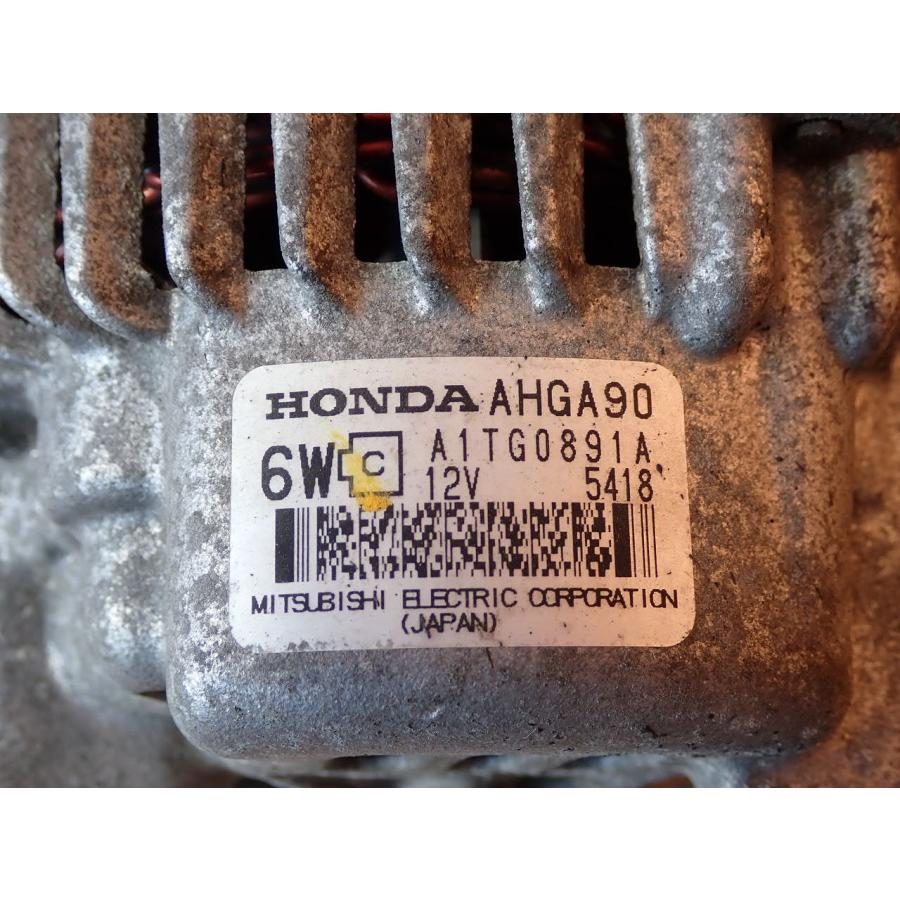 HONDA AHGA90
6W C A1TG0891A
12V 5418
MITSUBISHI ELECTRIC CORPORATION
(JAPAN)